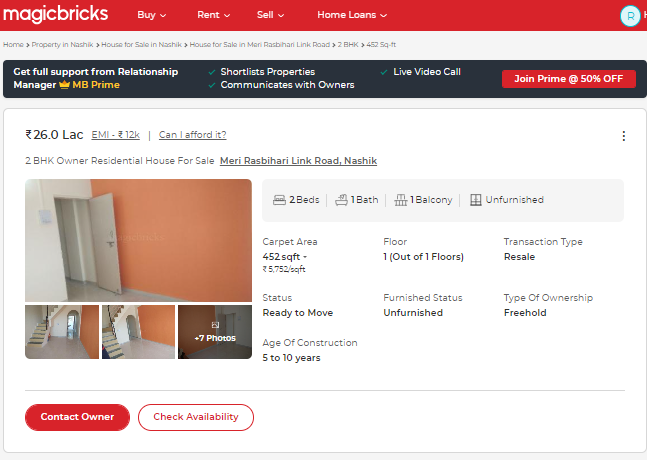 magicbricks
Buy Rent Sell Home Loans R
Home > Property in Nashik > House for Sale in Nashik > House for Sale in Meri Rasbihari Link Road > 2 BHK > 452 Sq-ft
Get full support from Relationship
Manager MB Prime
Shortlists Properties
Live Video Call
Communicates with Owners
Join Prime @ 50% OFF
₹26.0 Lac EMI - ₹ 12k | Can I afford it?
2 BHK Owner Residential House For Sale Meri Rasbihari Link Road, Nashik
magicbricks
+7 Photos
2 Beds 1 Bath 1 Balcony Unfurnished
Carpet Area Floor Transaction Type
452 sqft 1 (Out of 1 Floors) Resale
₹ 5,752/sqft
Status Furnished Status Type Of Ownership
Ready to Move Unfurnished Freehold
Age Of Construction
5 to 10 years
Contact Owner Check Availability